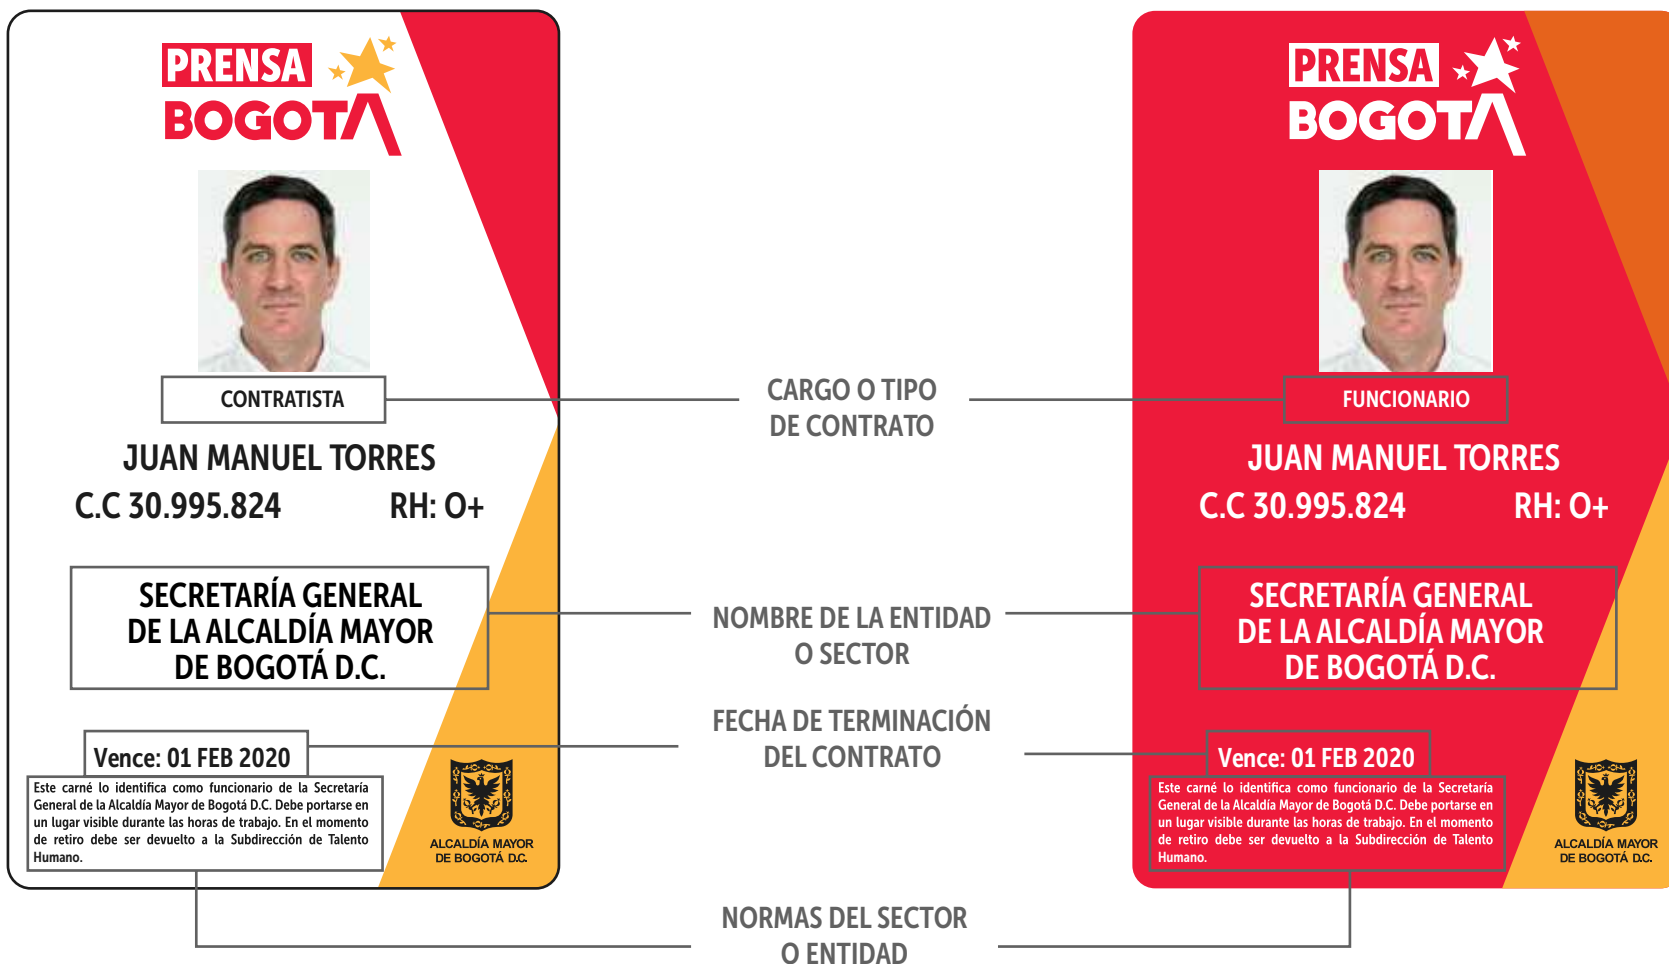 PRENSA
BOGOTÁ
CONTRATISTA
JUAN MANUEL TORRES
C.C 30.995.824 RH: O+
SECRETARÍA GENERAL
DE LA ALCALDÍA MAYOR
DE BOGOTÁ D.C.
Vence: 01 FEB 2020
Este carné lo identifica como funcionario de la Secretaría
General de la Alcaldía Mayor de Bogotá D.C. Debe portarse en
un lugar visible durante las horas de trabajo. En el momento
de retiro debe ser devuelto a la Subdirección de Talento
Humano.
ALCALDÍA MAYOR
DE BOGOTÁ D.C.
CARGO O TIPO
DE CONTRATO
NOMBRE DE LA ENTIDAD
O SECTOR
FECHA DE TERMINACIÓN
DEL CONTRATO
NORMAS DEL SECTOR
O ENTIDAD
PRENSA
BOGOTÁ
FUNCIONARIO
JUAN MANUEL TORRES
C.C 30.995.824 RH: O+
SECRETARÍA GENERAL
DE LA ALCALDÍA MAYOR
DE BOGOTÁ D.C.
Vence: 01 FEB 2020
Este carné lo identifica como funcionario de la Secretaría
General de la Alcaldía Mayor de Bogotá D.C. Debe portarse en
un lugar visible durante las horas de trabajo. En el momento
de retiro debe ser devuelto a la Subdirección de Talento
Humano.
ALCALDÍA MAYOR
DE BOGOTÁ D.C.